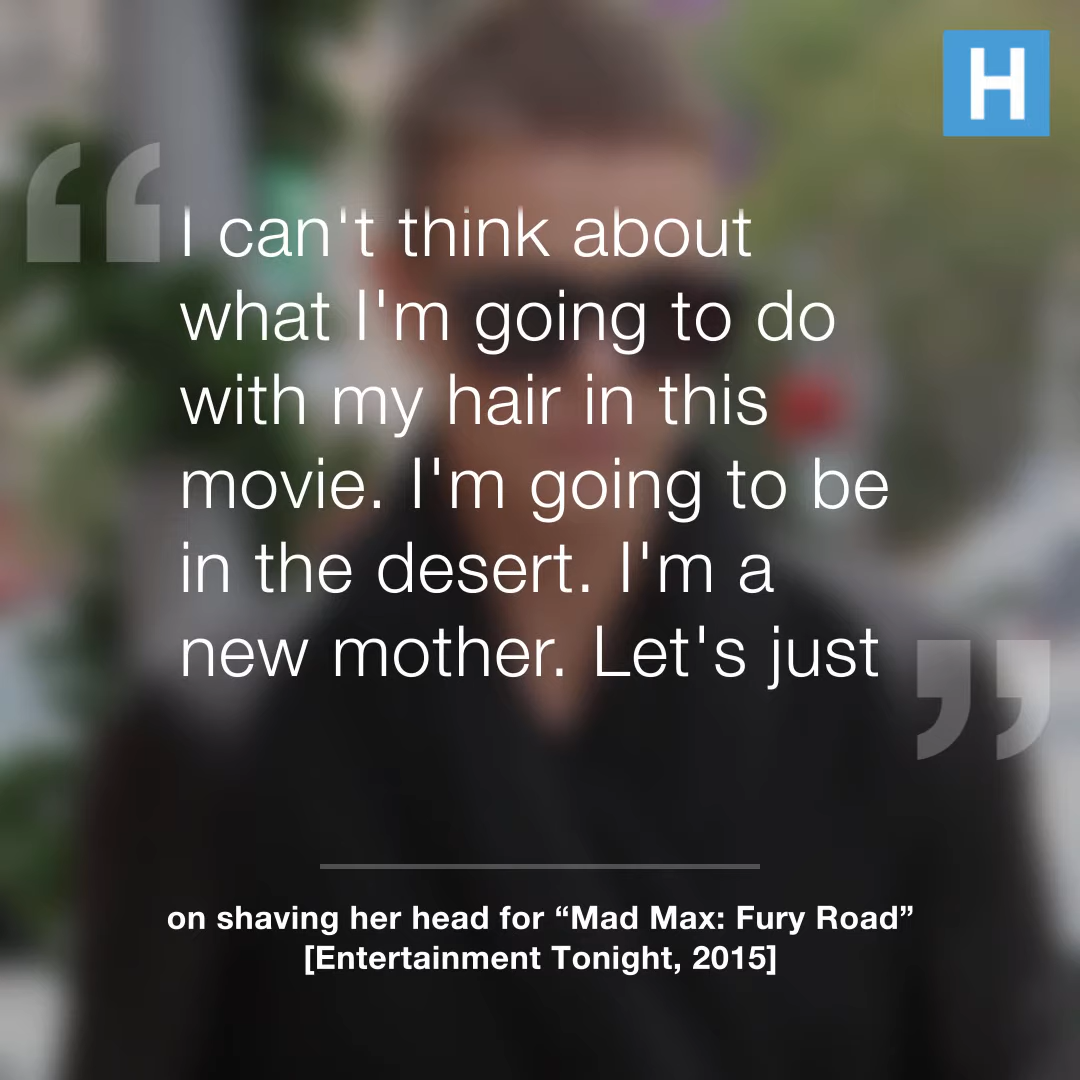 H
I can't think about
what I'm going to do
with my hair in this
movie. I'm going to be
in the desert. I'm a
new mother. Let's just
on shaving her head for “Mad Max: Fury Road”
[Entertainment Tonight, 2015]